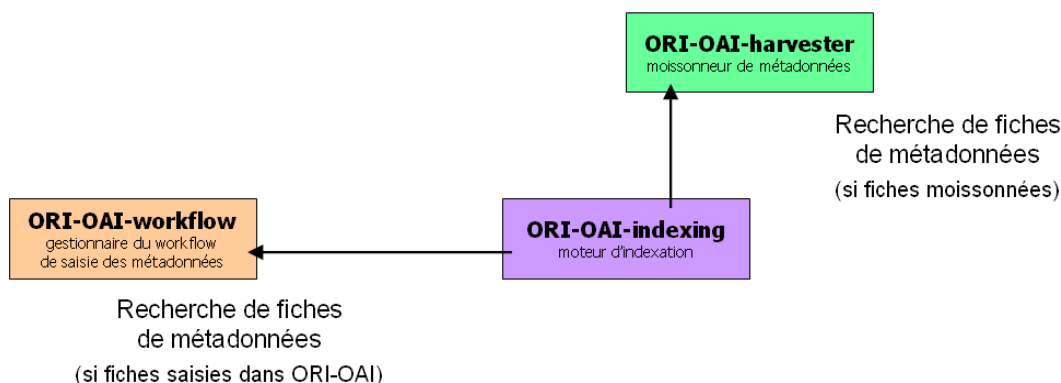 ORI-OAI-harvester
moissonneur de métadonnées
Recherche de fiches
de métadonnées
(si fiches moissonnées)
ORI-OAI-workflow
gestionnaire du workflow
de saisie des métadonnées
ORI-OAI-indexing
moteur d'indexation
Recherche de fiches
de métadonnées
(si fiches saisies dans ORI-OAI)